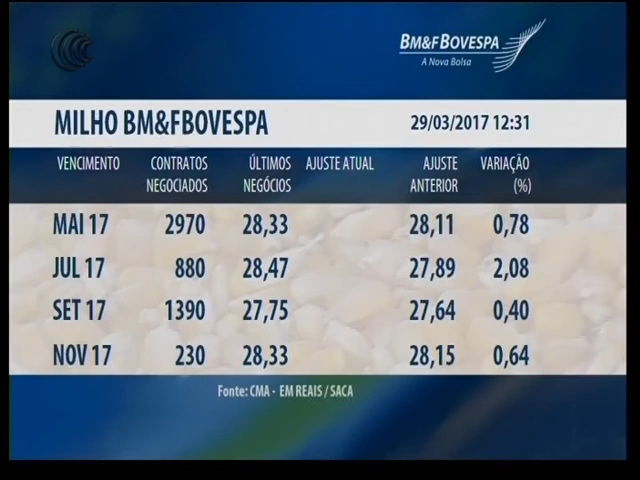 BM&FBOVESPA
A Nova Bolsa
MILHO BM&FBOVESPA 29/03/2017 12:31
VENCIMENTO CONTRATOS NEGOCIADOS ÚLTIMOS NEGÓCIOS AJUSTE ATUAL AJUSTE ANTERIOR VARIAÇÃO (%)
MAI 17 2970 28,33 28,11 0,78
JUL 17 880 28,47 27,89 2,08
SET 17 1390 27,75 27,64 0,40
NOV 17 230 28,33 28,15 0,64
Fonte: CMA - EM REAIS / SACA